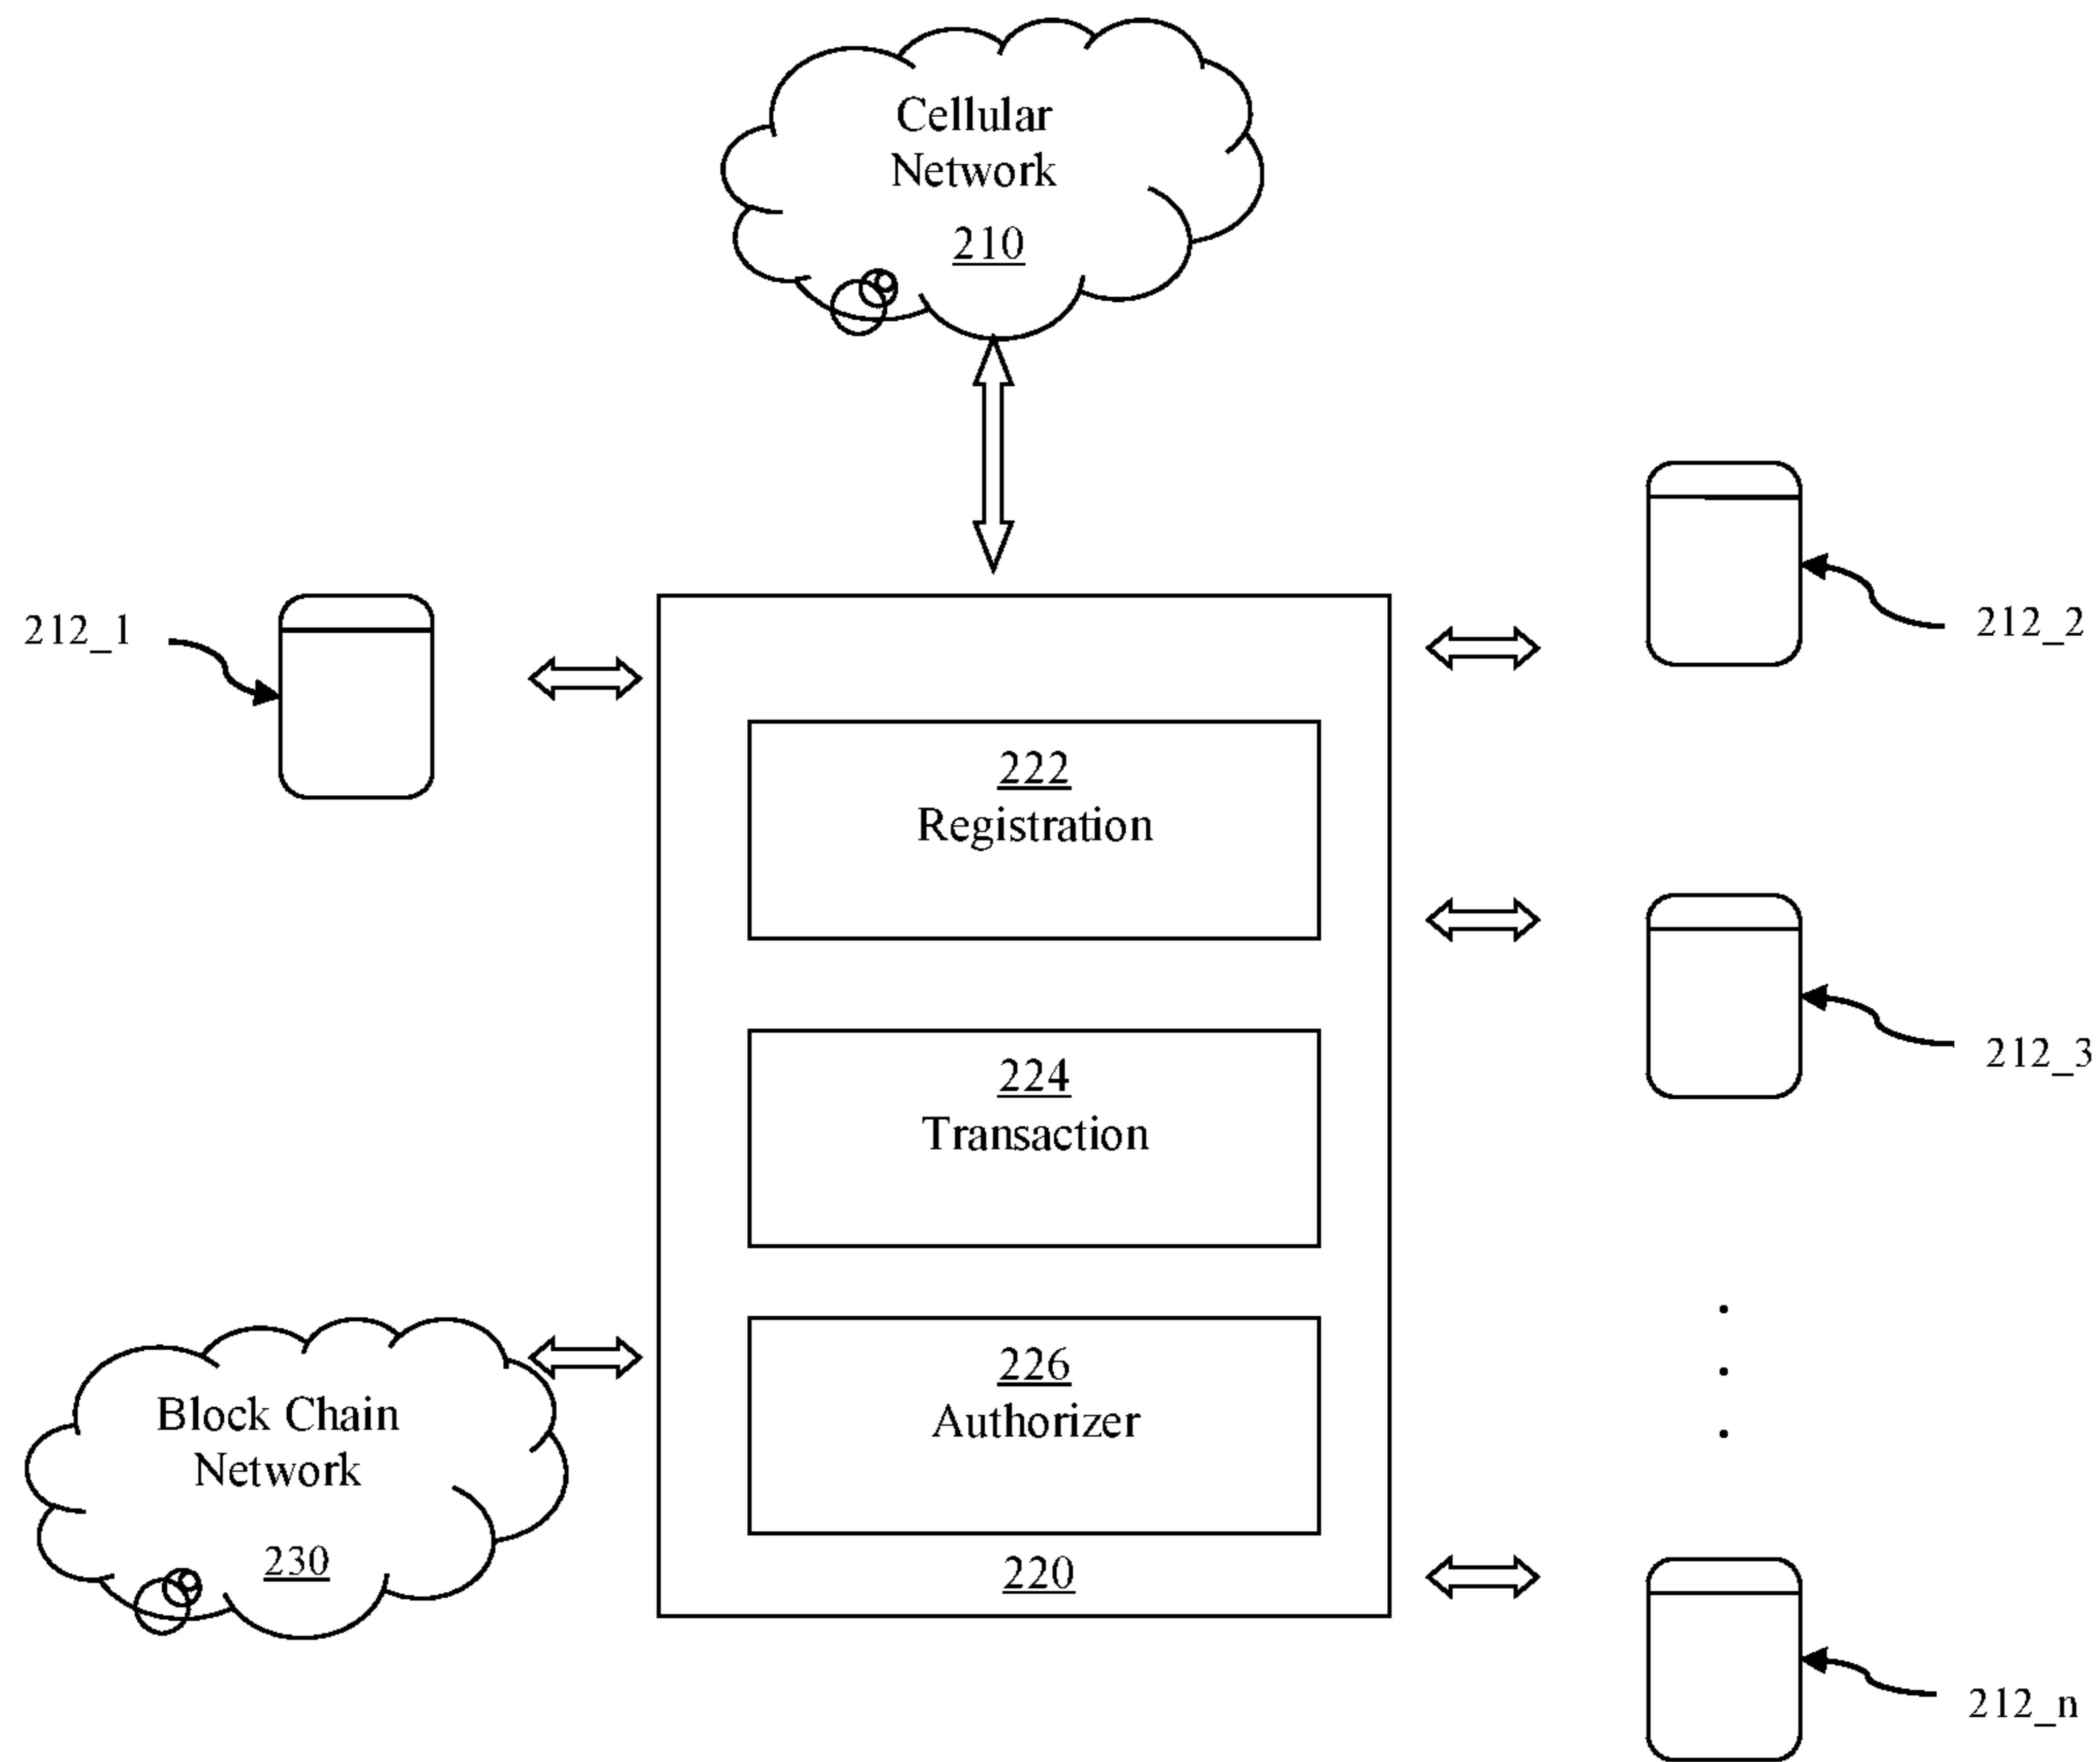 Cellular
Network
210
212_1
212_2
222
Registration
212_3
224
Transaction
226
Authorizer
220
Block Chain
Network
230
212_n